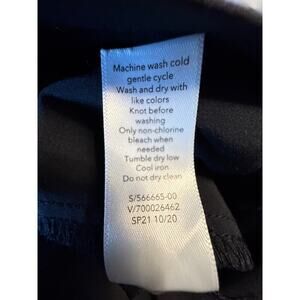 Machine wash cold
gentle cycle
Wash and dry with
like colors
Knot before
washing
Only non-chlorine
bleach when
needed
Tumble dry low
Cool iron
Do not dry clean
S/566665-00
V/700026462
SP21 10/20